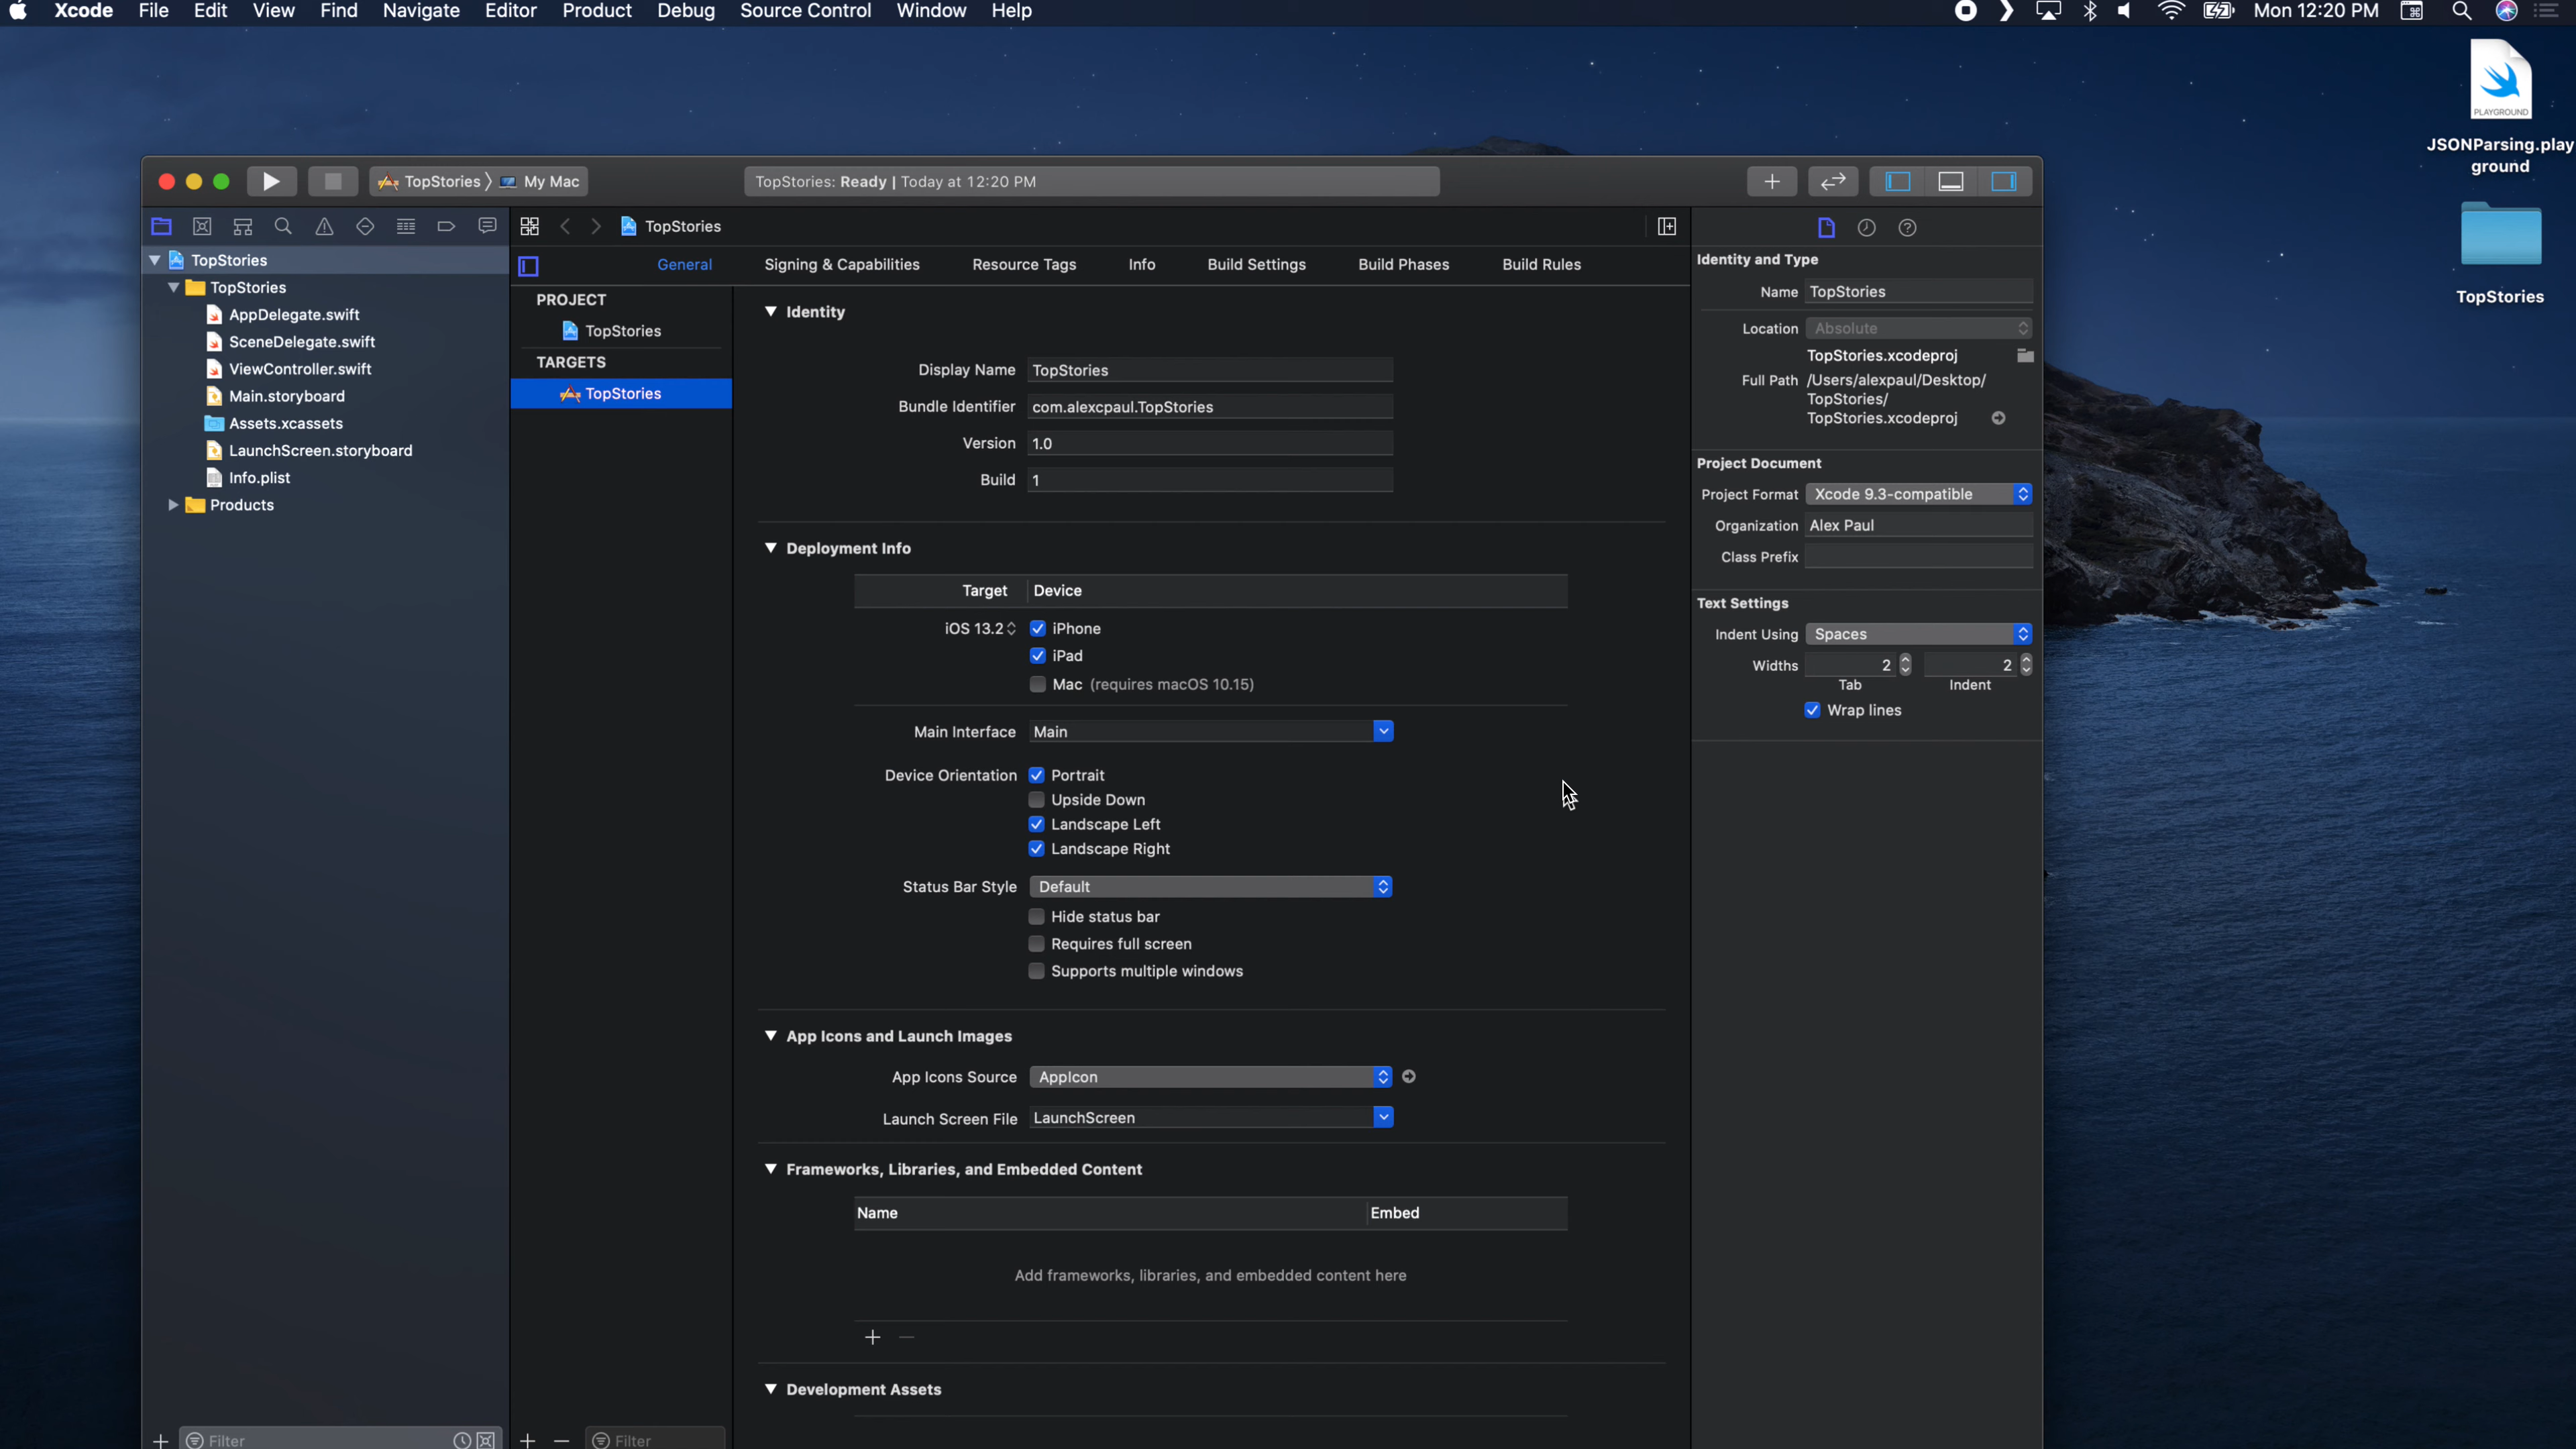 Xcode File Edit View Find Navigate Editor Product Debug Source Control Window Help
Mon 12:20 PM
PLAYGROUND
JSONParsing.play
ground
TopStories
TopStories My Mac
TopStories: Ready | Today at 12:20 PM
TopStories
TopStories
TopStories
AppDelegate.swift
SceneDelegate.swift
ViewController.swift
Main.storyboard
Assets.xcassets
LaunchScreen.storyboard
Info.plist
Products
Filter
General Signing & Capabilities Resource Tags Info Build Settings Build Phases Build Rules
PROJECT
TopStories
TARGETS
TopStories
Filter
Identity
Display Name TopStories
Bundle Identifier com.alexcpaul.TopStories
Version 1.0
Build 1
Deployment Info
Target Device
iOS 13.2 iPhone
iPad
Mac (requires macOS 10.15)
Main Interface Main
Device Orientation Portrait
Upside Down
Landscape Left
Landscape Right
Status Bar Style Default
Hide status bar
Requires full screen
Supports multiple windows
App Icons and Launch Images
App Icons Source AppIcon
Launch Screen File LaunchScreen
Frameworks, Libraries, and Embedded Content
Name Embed
Add frameworks, libraries, and embedded content here
Development Assets
Identity and Type
Name TopStories
Location Absolute
TopStories.xcodeproj
Full Path /Users/alexpaul/Desktop/
TopStories/
TopStories.xcodeproj
Project Document
Project Format Xcode 9.3-compatible
Organization Alex Paul
Class Prefix
Text Settings
Indent Using Spaces
Widths 2 2
Tab Indent
Wrap lines